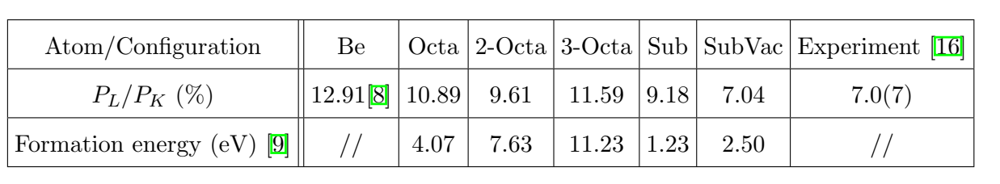 Atom/Configuration Be Octa 2-Octa 3-Octa Sub SubVac Experiment [16]
P_L/P_K (%) 12.91[8] 10.89 9.61 11.59 9.18 7.04 7.0(7)
Formation energy (eV) [9] // 4.07 7.63 11.23 1.23 2.50 //